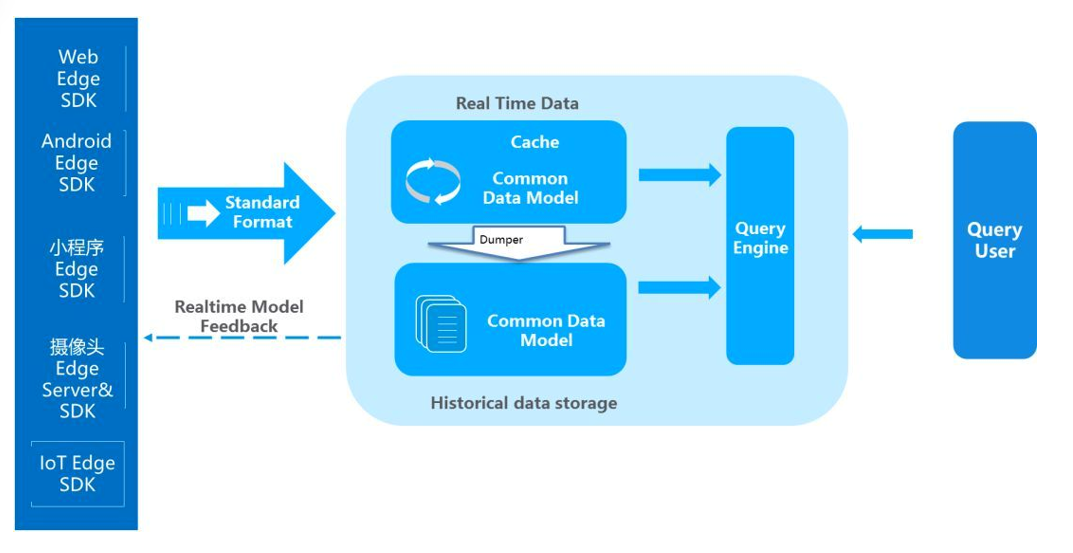 Web
Edge
SDK
Android
Edge
SDK
小程序
Edge
SDK
摄像头
Edge
Server&
SDK
IoT Edge
SDK
Standard
Format
Realtime Model
Feedback
Real Time Data
Cache
Common
Data Model
Dumper
Common Data
Model
Historical data storage
Query
Engine
Query
User